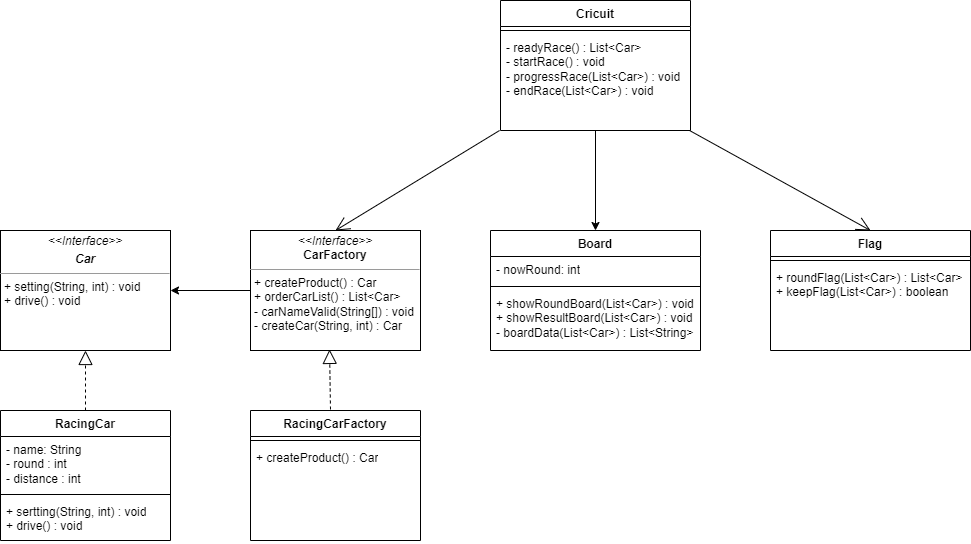 Cricuit
- readyRace() : List<Car>
- startRace() : void
- progressRace(List<Car>) : void
- endRace(List<Car>) : void
<<Interface>>
Car
+ setting(String, int) : void
+ drive() : void
<<Interface>>
CarFactory
+ createProduct() : Car
+ orderCarList() : List<Car>
- carNameValid(String[]) : void
- createCar(String, int) : Car
Board
- nowRound: int
+ showRoundBoard(List<Car>) : void
+ showResultBoard(List<Car>) : void
- boardData(List<Car>) : List<String>
Flag
+ roundFlag(List<Car>) : List<Car>
+ keepFlag(List<Car>) : boolean
RacingCar
- name: String
- round : int
- distance : int
+ sertting(String, int) : void
+ drive() : void
RacingCarFactory
+ createProduct() : Car